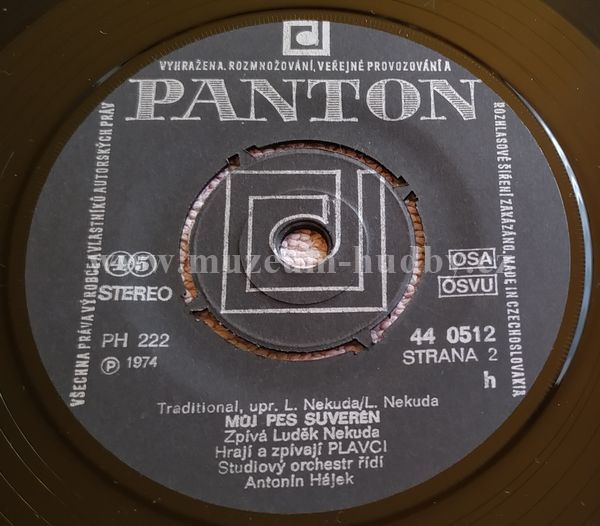 VYHRAŽENA. ROZMNOŽOVÁNÍ, VEŘEJNÉ PROVOZOVÁNÍ A
PANTON
VŠECHNA PRÁVA VÝROBCE A VLASTNÍKŮ AUTORSKÝCH PRÁV
ROZHLASOVÉ ŠÍŘENÍ ZAKÁZÁNO. MADE IN CZECHOSLOVAKIA
45
STEREO
OSA
OSVU
www.muzeum-hudby.cz
PH 222
Ⓟ 1974
44 0512
STRANA 2
h
Traditional, upr. L. Nekuda/L. Nekuda
MŮJ PES SUVERÉN
Zpívá Luděk Nekuda
Hrají a zpívají PLAVCI
Studiový orchestr řídí
Antonín Hájek